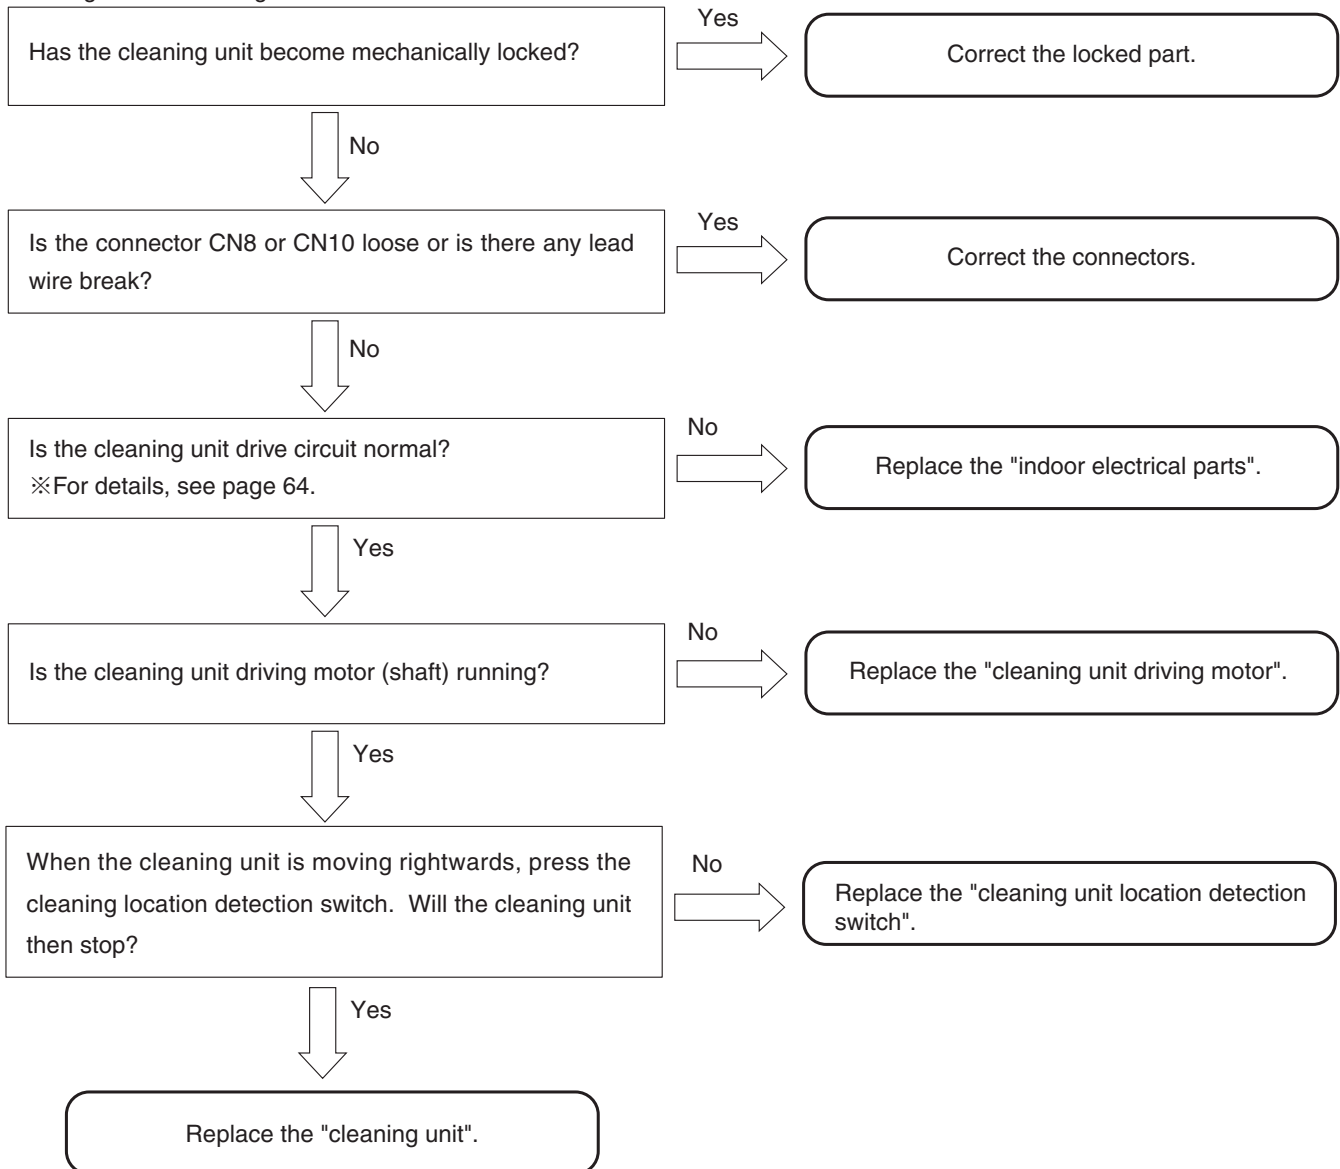 Yes
Has the cleaning unit become mechanically locked?
Correct the locked part.
No
Yes
Is the connector CN8 or CN10 loose or is there any lead
wire break?
Correct the connectors.
No
No
Is the cleaning unit drive circuit normal?
※For details, see page 64.
Replace the "indoor electrical parts".
Yes
No
Is the cleaning unit driving motor (shaft) running?
Replace the "cleaning unit driving motor".
Yes
When the cleaning unit is moving rightwards, press the
cleaning location detection switch. Will the cleaning unit
then stop?
No
Replace the "cleaning unit location detection
switch".
Yes
Replace the "cleaning unit".